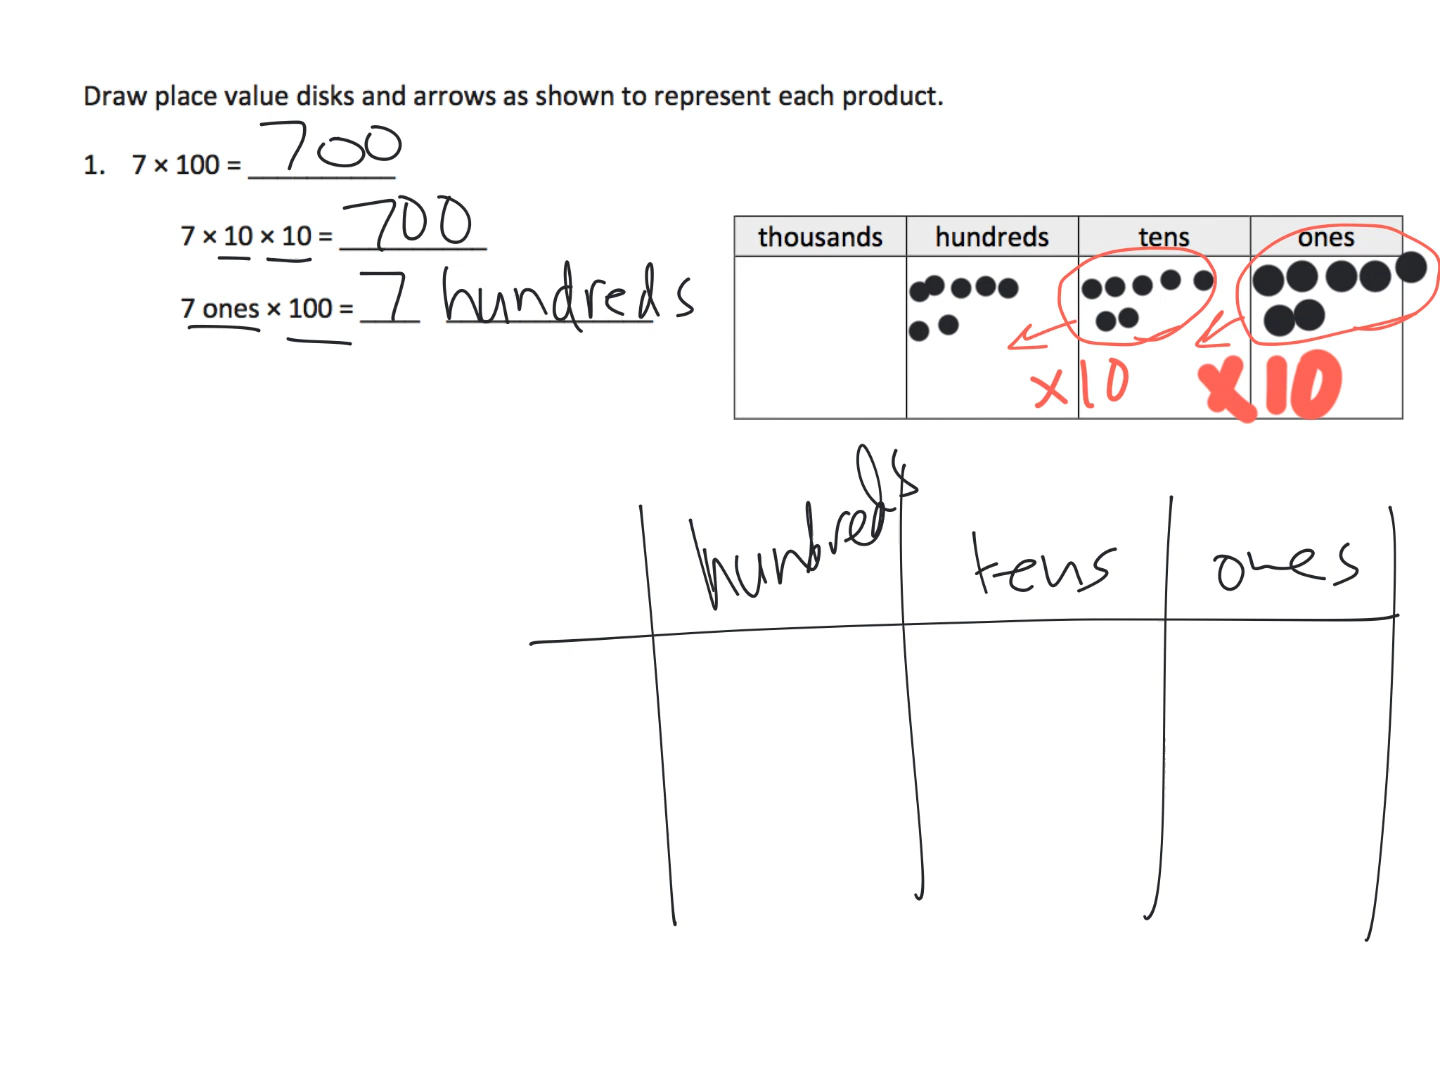 Draw place value disks and arrows as shown to represent each product.
1. 7 × 100 = 700
7 × 10 × 10 = 700
7 ones × 100 = 7 hundreds
thousands hundreds tens ones
×10 ×10
hundreds tens ones